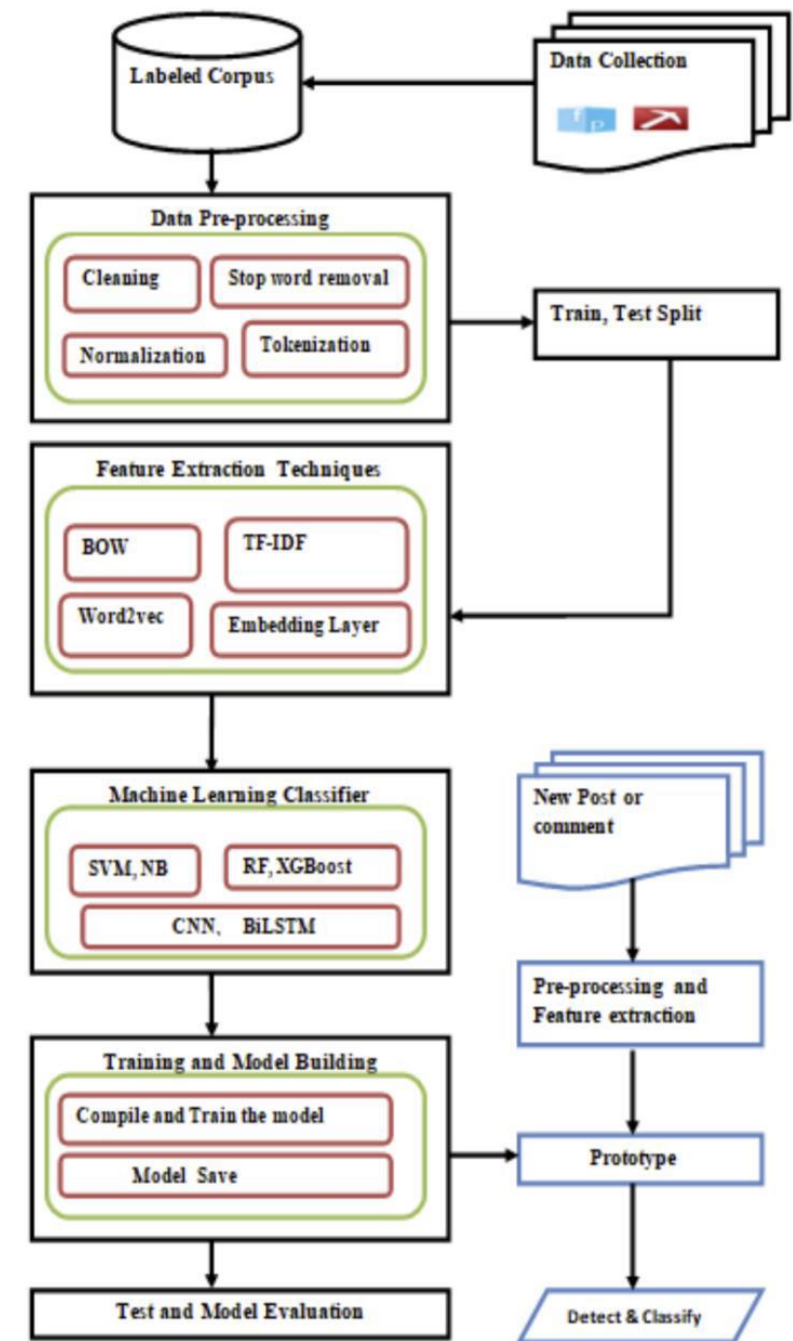 Labeled Corpus
Data Collection
f
P
Data Pre-processing
Cleaning
Stop word removal
Normalization
Tokenization
Train, Test Split
Feature Extraction Techniques
BOW
TF-IDF
Word2vec
Embedding Layer
Machine Learning Classifier
SVM, NB
RF, XGBoost
CNN, BiLSTM
New Post or
comment
Pre-processing and
Feature extraction
Training and Model Building
Compile and Train the model
Model Save
Prototype
Test and Model Evaluation
Detect & Classify